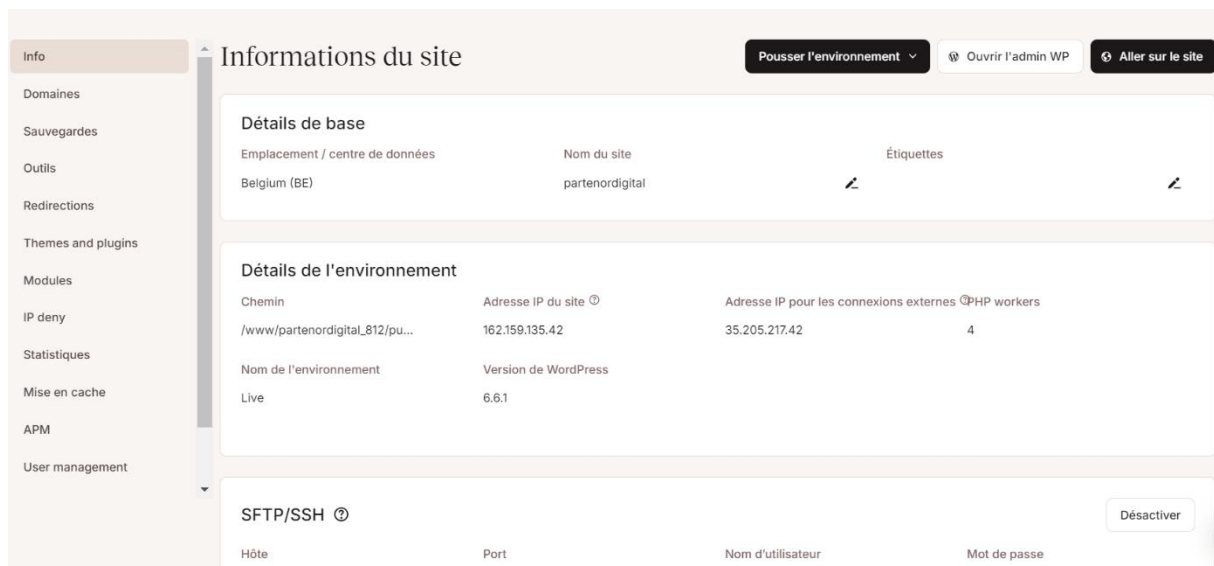 Info
Domaines
Sauvegardes
Outils
Redirections
Themes and plugins
Modules
IP deny
Statistiques
Mise en cache
APM
User management
Informations du site
Pousser l'environnement
Ouvrir l'admin WP
Aller sur le site
Détails de base
Emplacement / centre de données
Nom du site
Étiquettes
Belgium (BE)
partenordigital
Détails de l'environnement
Chemin
Adresse IP du site
Adresse IP pour les connexions externes
PHP workers
/www/partenordigital_812/pu...
162.159.135.42
35.205.217.42
4
Nom de l'environnement
Version de WordPress
Live
6.6.1
SFTP/SSH
Désactiver
Hôte
Port
Nom d'utilisateur
Mot de passe